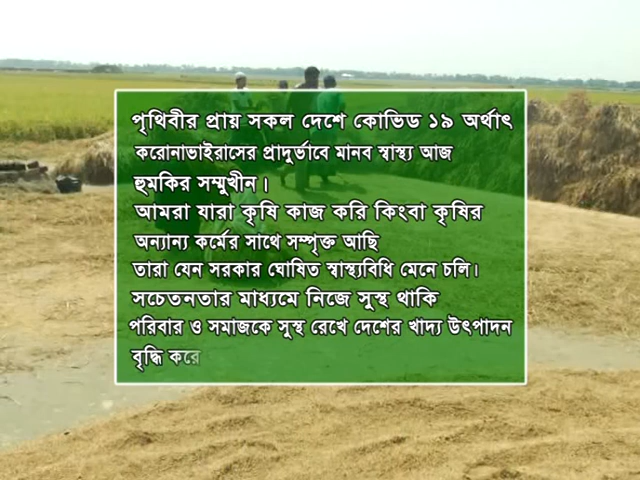 পৃথিবীর প্রায় সকল দেশে কোভিড ১৯ অর্থাৎ
করোনাভাইরাসের প্রাদুর্ভাবে মানব স্বাস্থ্য আজ
হুমকির সম্মুখীন।
আমরা যারা কৃষি কাজ করি কিংবা কৃষির
অন্যান্য কর্মের সাথে সম্পৃক্ত আছি
তারা যেন সরকার ঘোষিত স্বাস্থ্যবিধি মেনে চলি।
সচেতনতার মাধ্যমে নিজে সুস্থ থাকি
পরিবার ও সমাজকে সুস্থ রেখে দেশের খাদ্য উৎপাদন
বৃদ্ধি করে